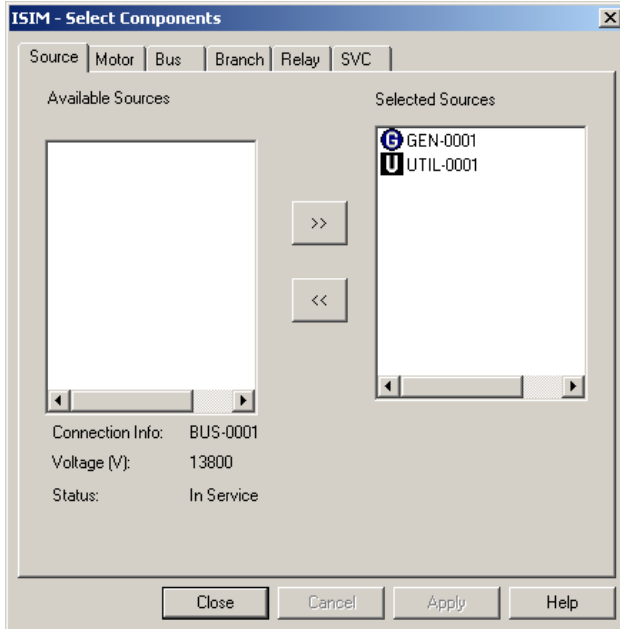 ISIM - Select Components
Source Motor Bus Branch Relay SVC
Available Sources
Selected Sources
G GEN-0001
U UTIL-0001
>>
<<
Connection Info: BUS-0001
Voltage (V): 13800
Status: In Service
Close Cancel Apply Help